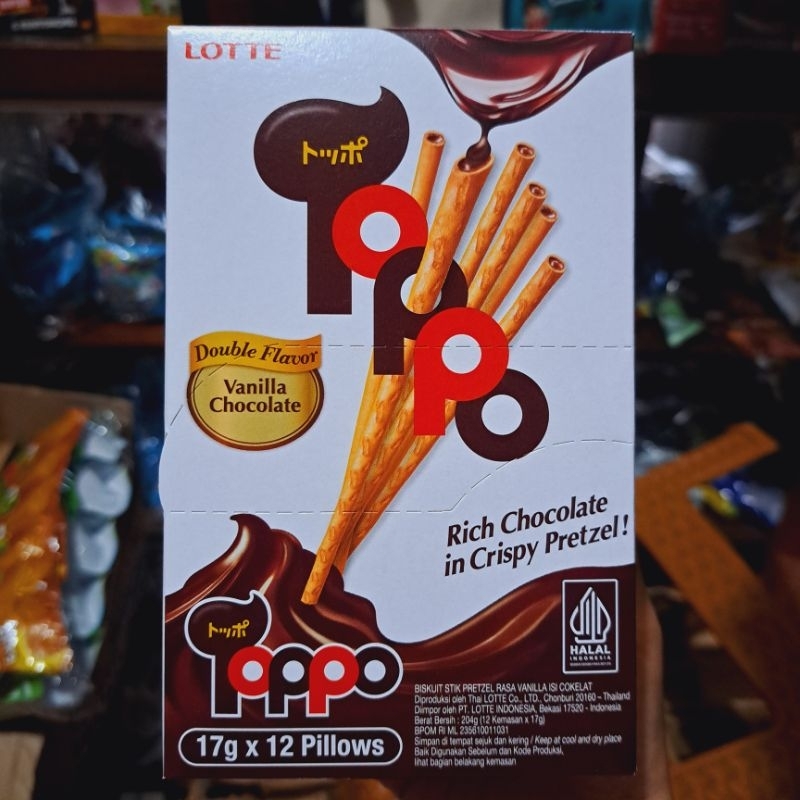 LOTTE
トッポ
Toppo
Double Flavor
Vanilla
Chocolate
Rich Chocolate
in Crispy Pretzel!
HALAL
INDONESIA
トッポ
Toppo
17g x 12 Pillows
BISKUIT STIK PRETZEL RASA VANILLA ISI COKELAT
Diproduksi oleh Thai LOTTE Co., LTD., Chonburi 20160 – Thailand
Diimpor oleh PT. LOTTE INDONESIA, Bekasi 17520 - Indonesia
Berat Bersih : 204g (12 Kemasan x 17g)
BPOM RI ML 235610011031
Simpan di tempat sejuk dan kering / Keep at cool and dry place
Baik Digunakan Sebelum dan Kode Produksi,
lihat bagian belakang kemasan